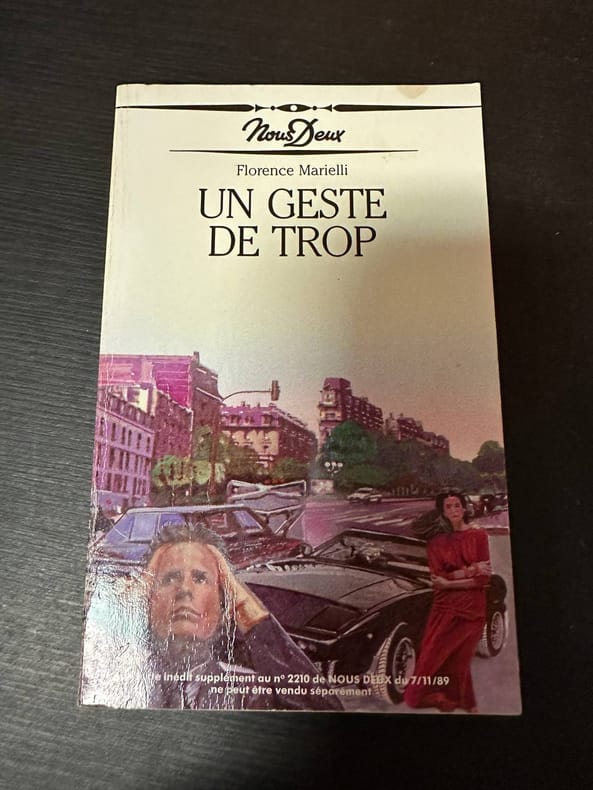 Nous Deux
Florence Marielli
UN GESTE
DE TROP
inédit supplément au n° 2210 de NOUS DEUX du 7/11/89
ne peut être vendu séparément